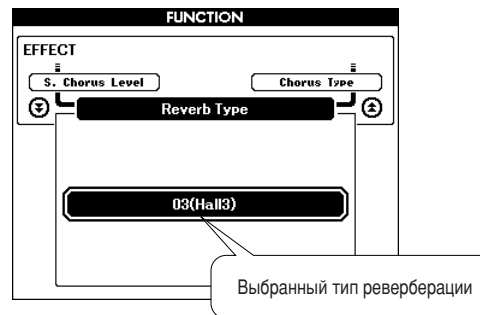 FUNCTION
EFFECT
S. Chorus Level
Chorus Type
Reverb Type
03(Hall3)
Выбранный тип реверберации